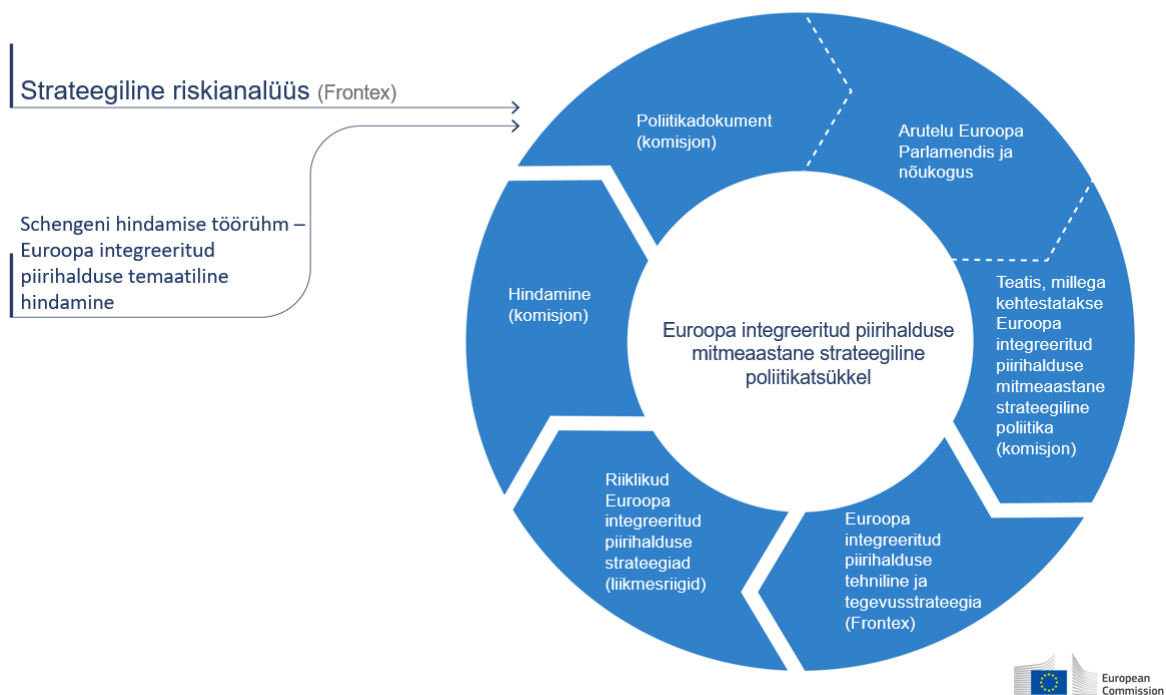 Strateegiline riskianalüüs (Frontex)
Schengeni hindamise töörühm –
Euroopa integreeritud
piirihalduse temaatiline
hindamine
Poliitikadokument
(komisjon)
Arutelu Euroopa
Parlamendis ja
nõukogus
Teatis, millega
kehtestatakse
Euroopa
integreeritud
piirihalduse
mitmeaastane
strateegiline
poliitika
(komisjon)
Euroopa
integreeritud
piirihalduse
tehniline ja
tegevusstrateegia
(Frontex)
Riiklikud
Euroopa
integreeritud
piirihalduse
strateegiad
(liikmesriigid)
Hindamine
(komisjon)
Euroopa integreeritud piirihalduse
mitmeaastane strateegiline
poliitikatsükkel
European
Commission